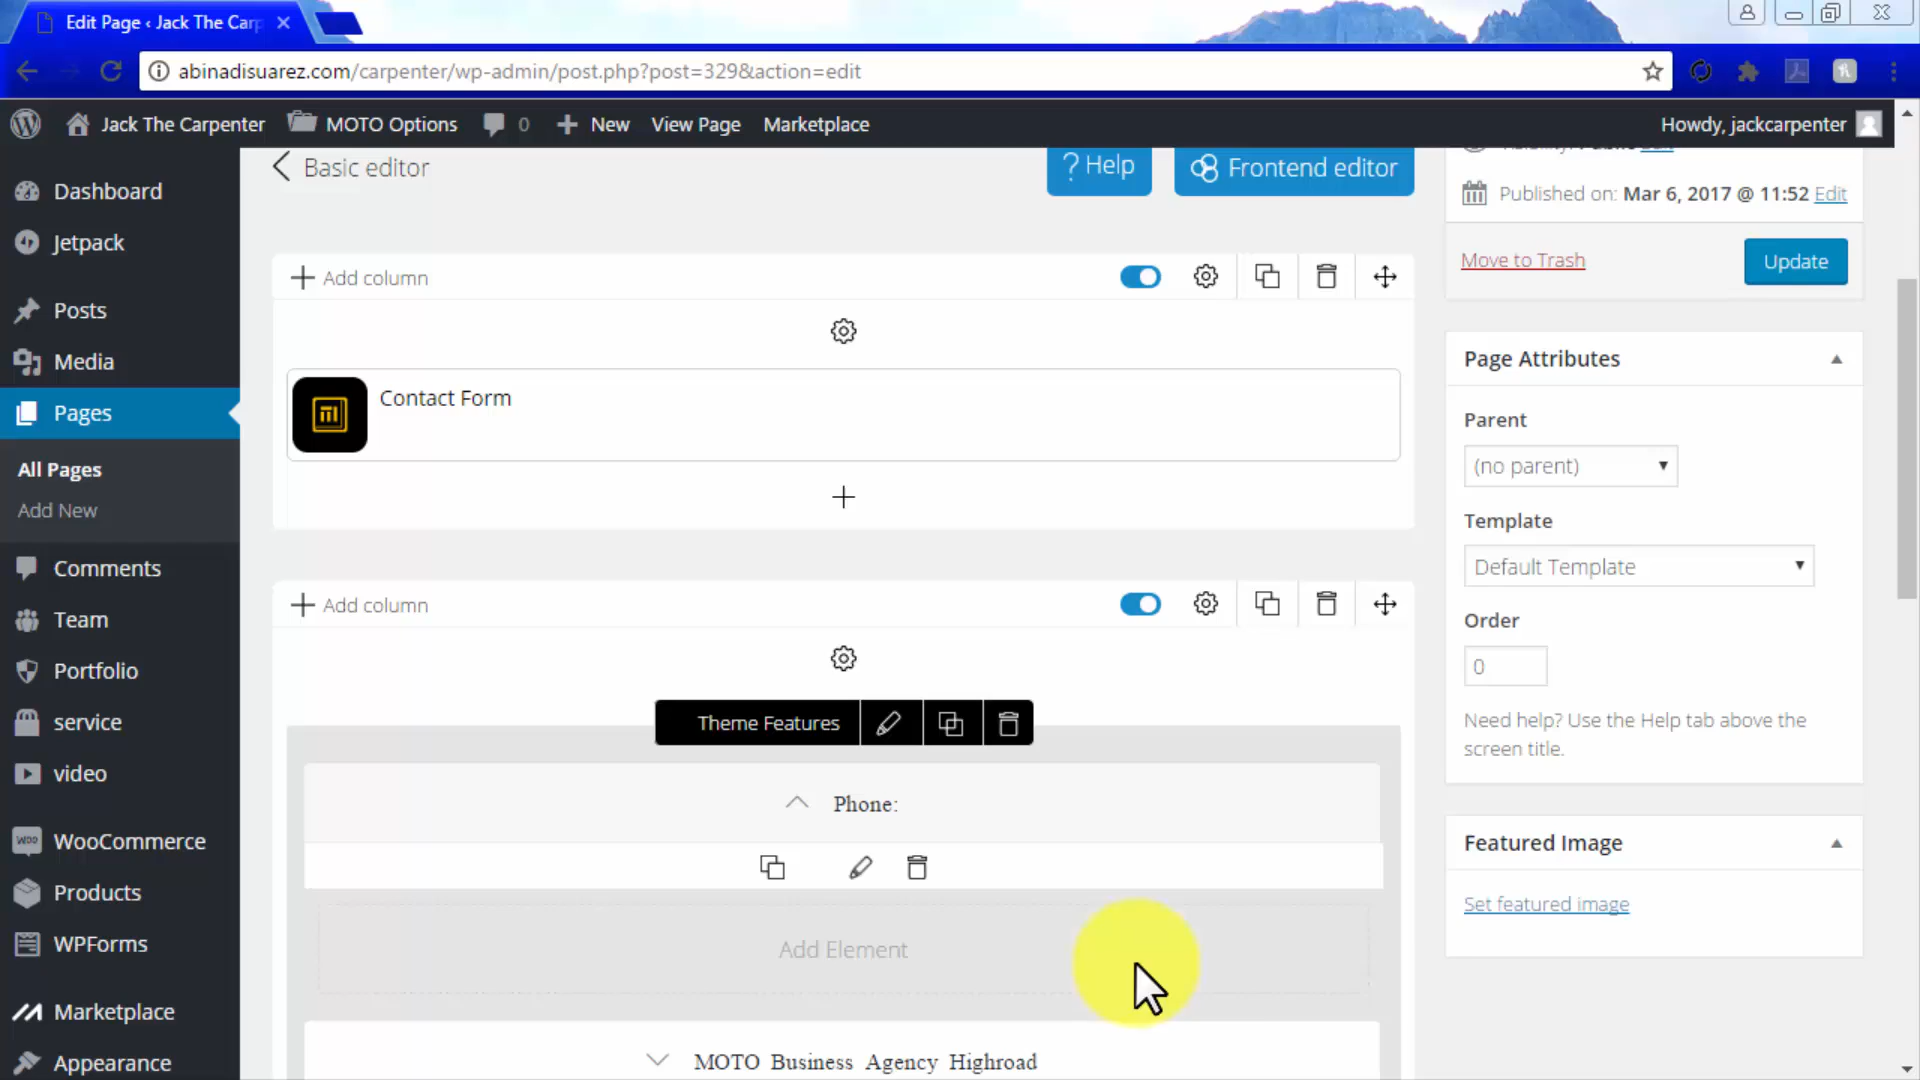 Edit Page ‹ Jack The Carp
abinadisuarez.com/carpenter/wp-admin/post.php?post=329&action=edit
Jack The Carpenter MOTO Options 0 New View Page Marketplace Howdy, jackcarpenter
Basic editor ? Help Frontend editor
Published on: Mar 6, 2017 @ 11:52 Edit
Move to Trash Update
Dashboard
Jetpack
Posts
Media
Pages
All Pages
Add New
Comments
Team
Portfolio
service
video
WooCommerce
Products
WPForms
Marketplace
Appearance
Add column
Contact Form
Add column
Theme Features
Phone:
Add Element
MOTO Business Agency Highroad
Page Attributes
Parent
(no parent)
Template
Default Template
Order
0
Need help? Use the Help tab above the
screen title.
Featured Image
Set featured image